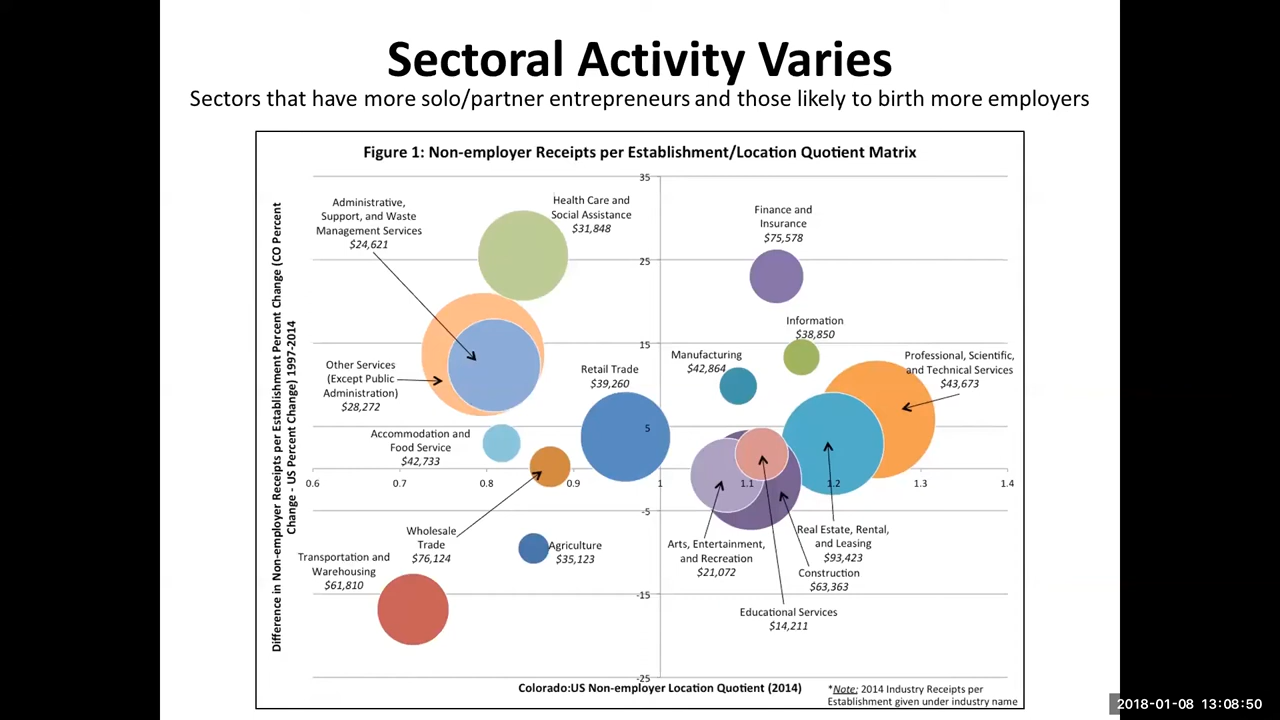 Sectoral Activity Varies
Sectors that have more solo/partner entrepreneurs and those likely to birth more employers
Figure 1: Non-employer Receipts per Establishment/Location Quotient Matrix
Difference in Non-employer Receipts per Establishment Percent Change (CO Percent
Change - US Percent Change) 1997-2014
35
25
15
5
-5
-15
-25
0.6
0.7
0.8
0.9
1
1.1
1.2
1.3
1.4
Administrative,
Support, and Waste
Management Services
$24,621
Health Care and
Social Assistance
$31,848
Finance and
Insurance
$75,578
Information
$38,850
Manufacturing
$42,864
Professional, Scientific,
and Technical Services
$43,673
Other Services
(Except Public
Administration)
$28,272
Retail Trade
$39,260
Accommodation and
Food Service
$42,733
Wholesale
Trade
$76,124
Agriculture
$35,123
Transportation and
Warehousing
$61,810
Arts, Entertainment,
and Recreation
$21,072
Real Estate, Rental,
and Leasing
$93,423
Construction
$63,363
Educational Services
$14,211
Colorado:US Non-employer Location Quotient (2014)
*Note: 2014 Industry Receipts per
Establishment given under industry name
2018-01-08 13:08:50